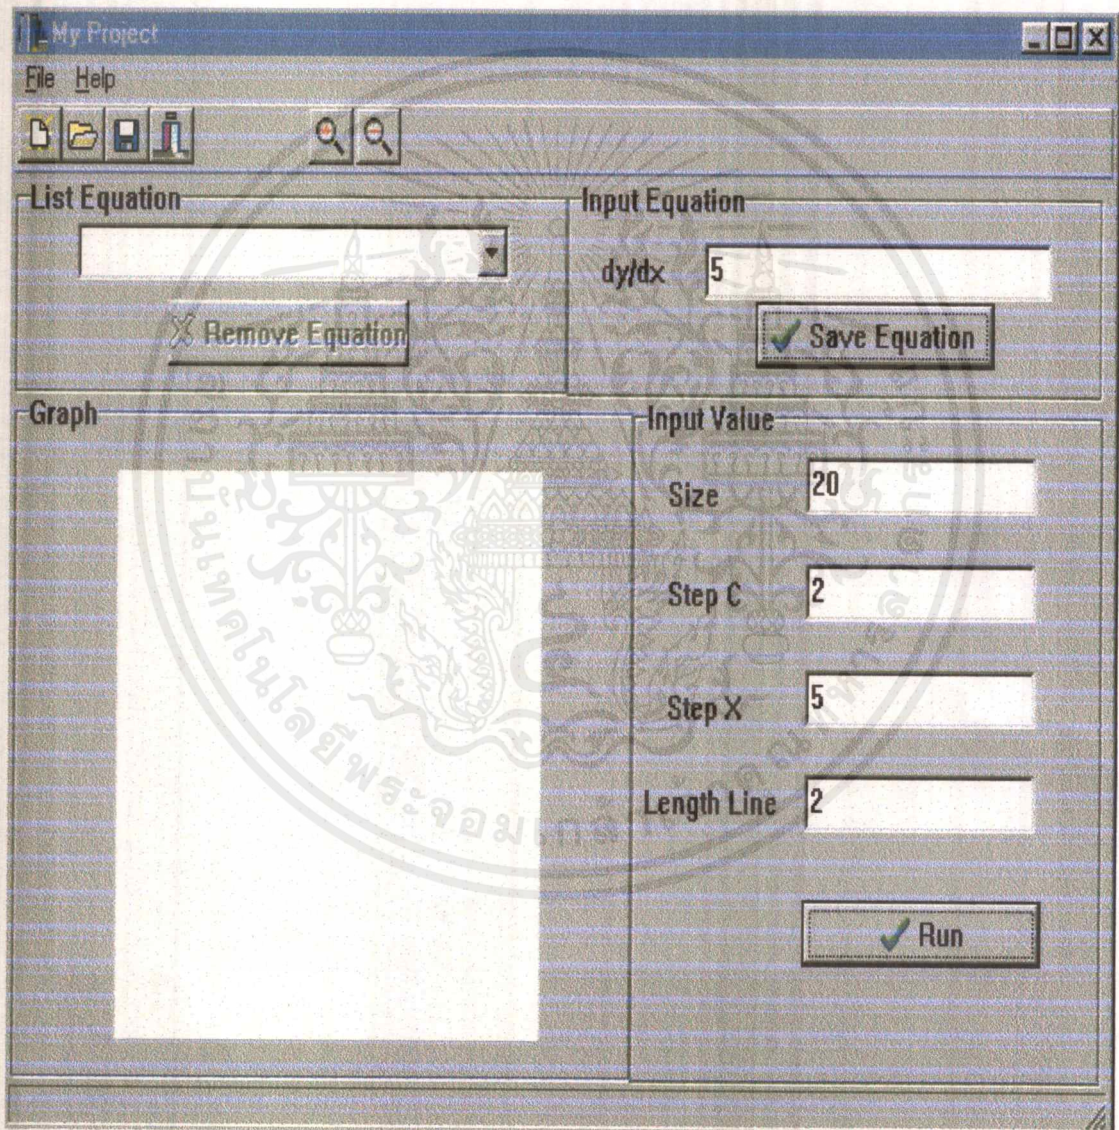 My Project
File Help
List Equation
Input Equation
dy/dx 5
Remove Equation
Save Equation
Graph
Input Value
Size 20
Step C 2
Step X 5
Length Line 2
Run